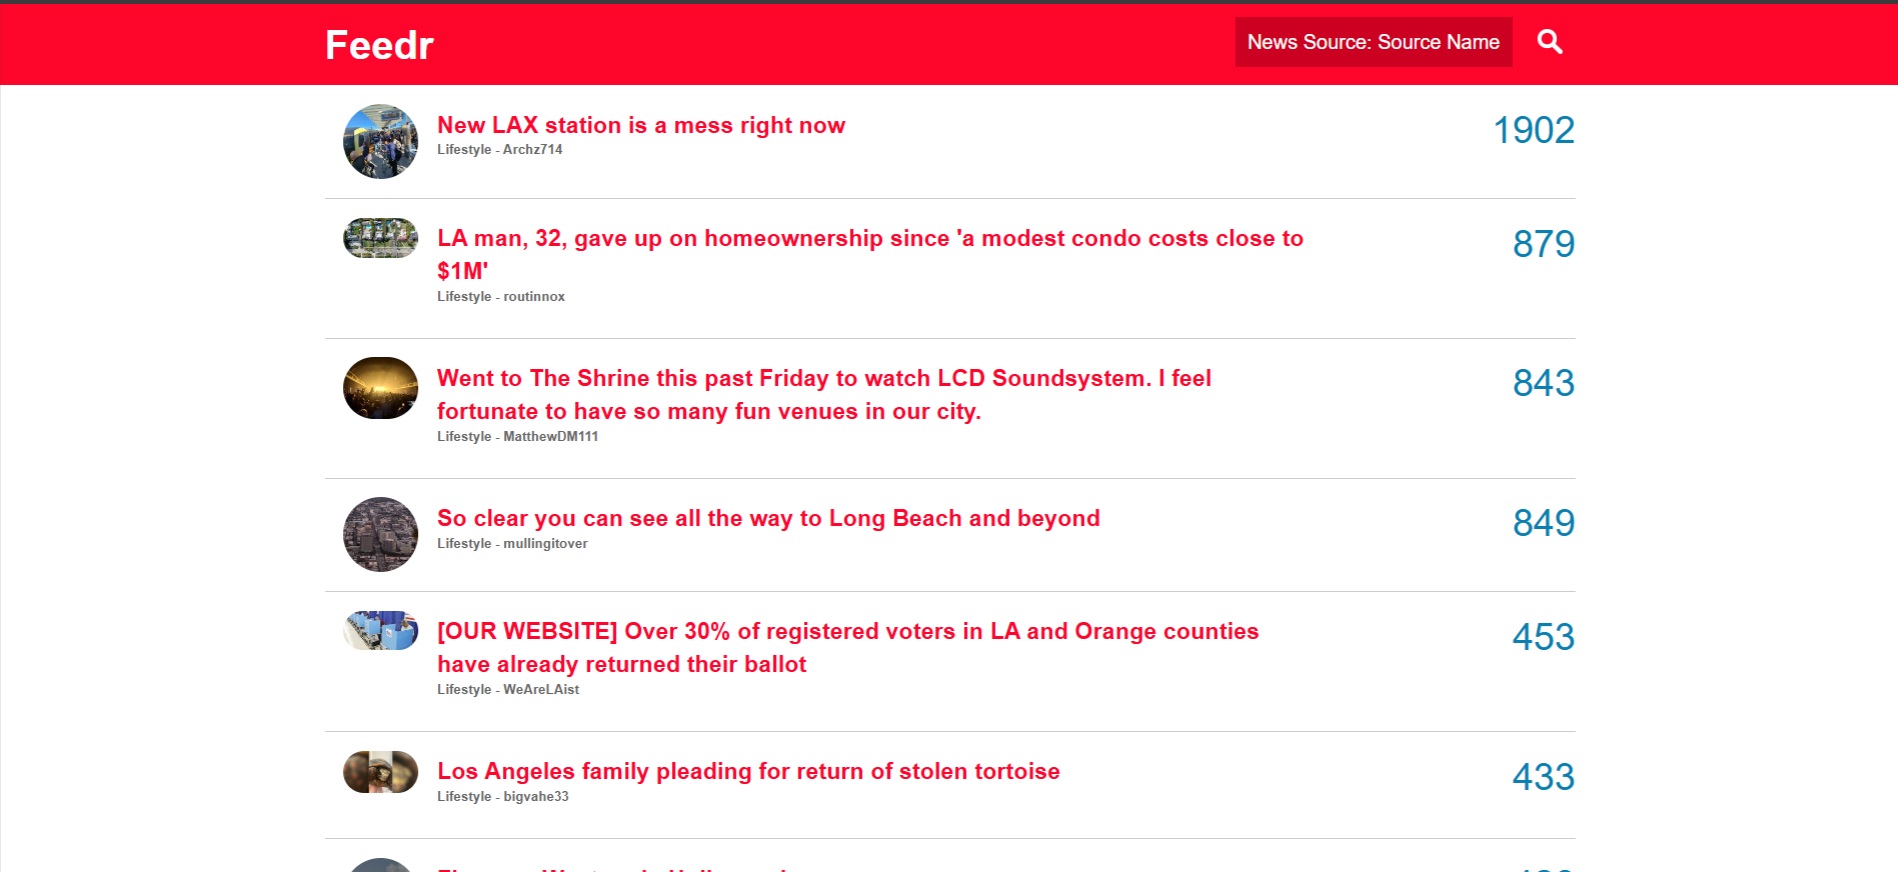 Feedr
News Source: Source Name
New LAX station is a mess right now
Lifestyle - Archz714
1902
LA man, 32, gave up on homeownership since 'a modest condo costs close to
$1M'
Lifestyle - routinnox
879
Went to The Shrine this past Friday to watch LCD Soundsystem. I feel
fortunate to have so many fun venues in our city.
Lifestyle - MatthewDM111
843
So clear you can see all the way to Long Beach and beyond
Lifestyle - mullingitover
849
[OUR WEBSITE] Over 30% of registered voters in LA and Orange counties
have already returned their ballot
Lifestyle - WeAreLAist
453
Los Angeles family pleading for return of stolen tortoise
Lifestyle - bigvahe33
433